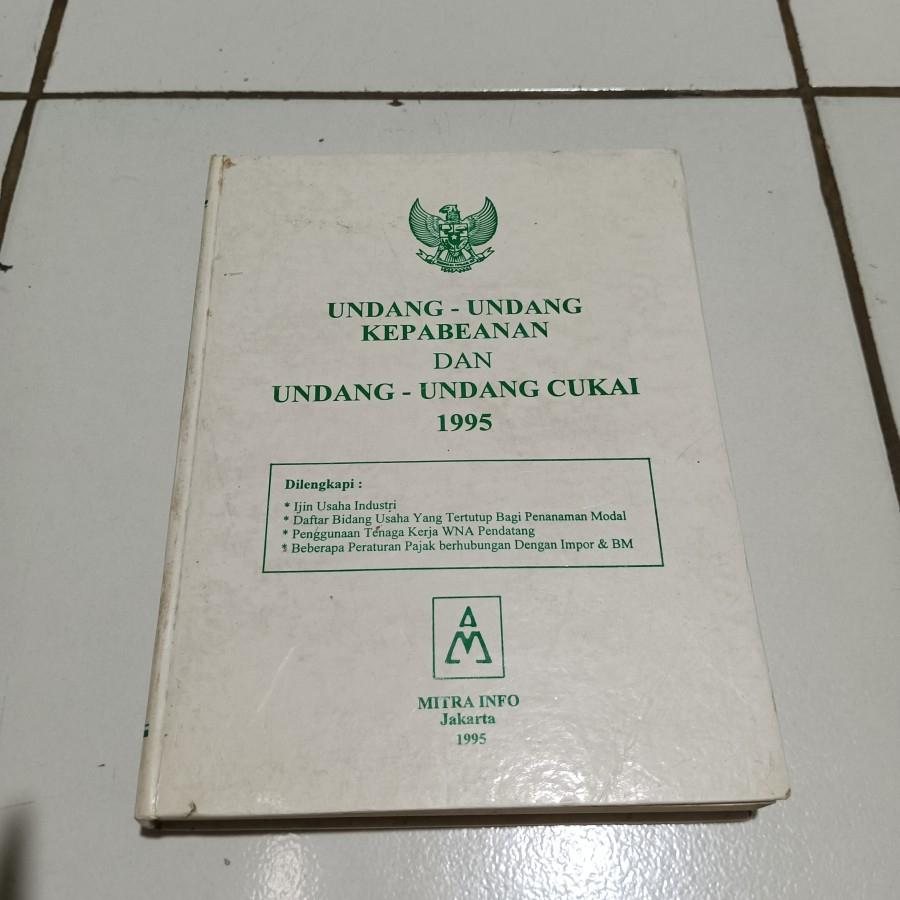 UNDANG - UNDANG
KEPABEANAN
DAN
UNDANG - UNDANG CUKAI
1995
Dilengkapi :
* Ijin Usaha Industri
* Daftar Bidang Usaha Yang Tertutup Bagi Penanaman Modal
* Penggunaan Tenaga Kerja WNA Pendatang
* Beberapa Peraturan Pajak berhubungan Dengan Impor & BM
MITRA INFO
Jakarta
1995